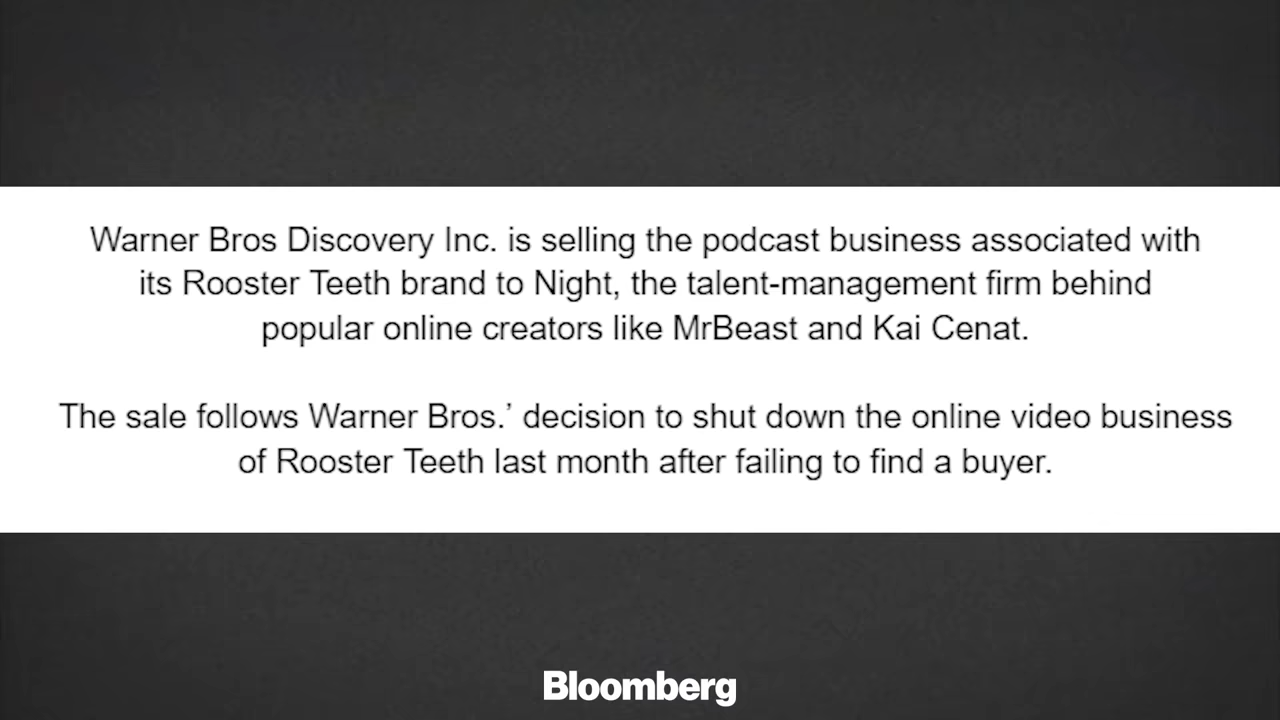 Warner Bros Discovery Inc. is selling the podcast business associated with
its Rooster Teeth brand to Night, the talent-management firm behind
popular online creators like MrBeast and Kai Cenat.
The sale follows Warner Bros.’ decision to shut down the online video business
of Rooster Teeth last month after failing to find a buyer.
Bloomberg